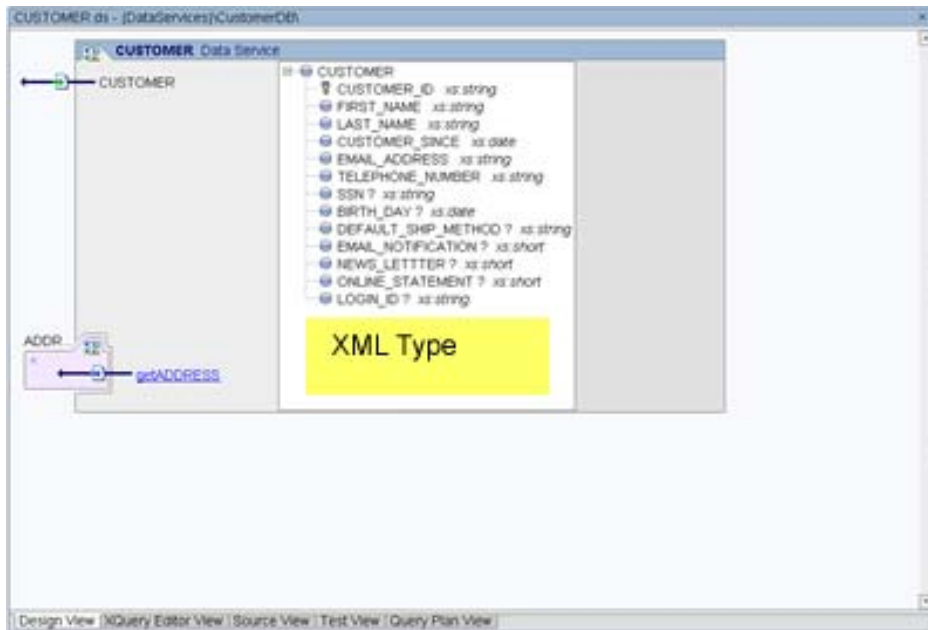 CUSTOMER ds - {DataServices}\CustomerDB\
CUSTOMER Data Service
CUSTOMER
CUSTOMER
CUSTOMER_ID xs:string
FIRST_NAME xs:string
LAST_NAME xs:string
CUSTOMER_SINCE xs:date
EMAIL_ADDRESS xs:string
TELEPHONE_NUMBER xs:string
SSN ? xs:string
BIRTH_DAY ? xs:date
DEFAULT_SHIP_METHOD ? xs:string
EMAIL_NOTIFICATION ? xs:short
NEWS_LETTTER ? xs:short
ONLINE_STATEMENT ? xs:short
LOGIN_ID ? xs:string
XML Type
ADDR...
getADDRESS
Design View XQuery Editor View Source View Test View Query Plan View